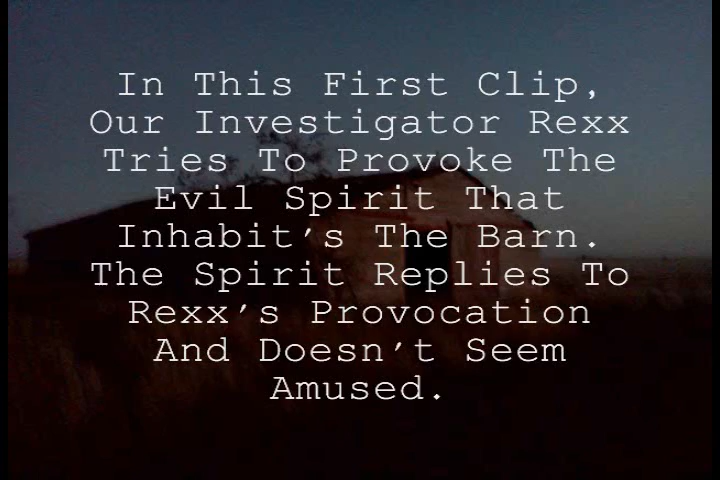 In This First Clip,
Our Investigator Rexx
Tries To Provoke The
Evil Spirit That
Inhabit's The Barn.
The Spirit Replies To
Rexx's Provocation
And Doesn't Seem
Amused.